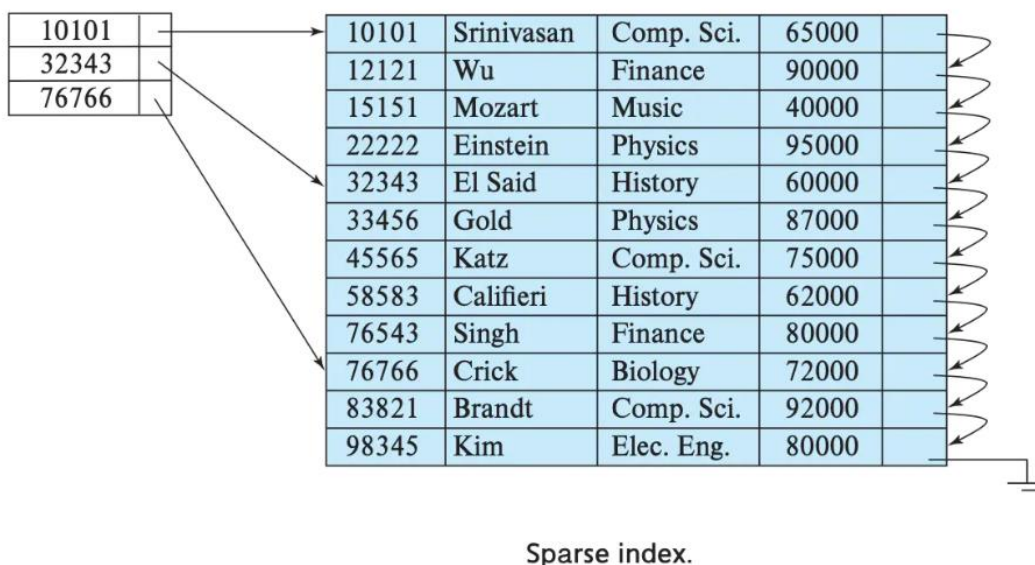 10101
32343
76766
10101 Srinivasan Comp. Sci. 65000
12121 Wu Finance 90000
15151 Mozart Music 40000
22222 Einstein Physics 95000
32343 El Said History 60000
33456 Gold Physics 87000
45565 Katz Comp. Sci. 75000
58583 Califieri History 62000
76543 Singh Finance 80000
76766 Crick Biology 72000
83821 Brandt Comp. Sci. 92000
98345 Kim Elec. Eng. 80000
Sparse index.